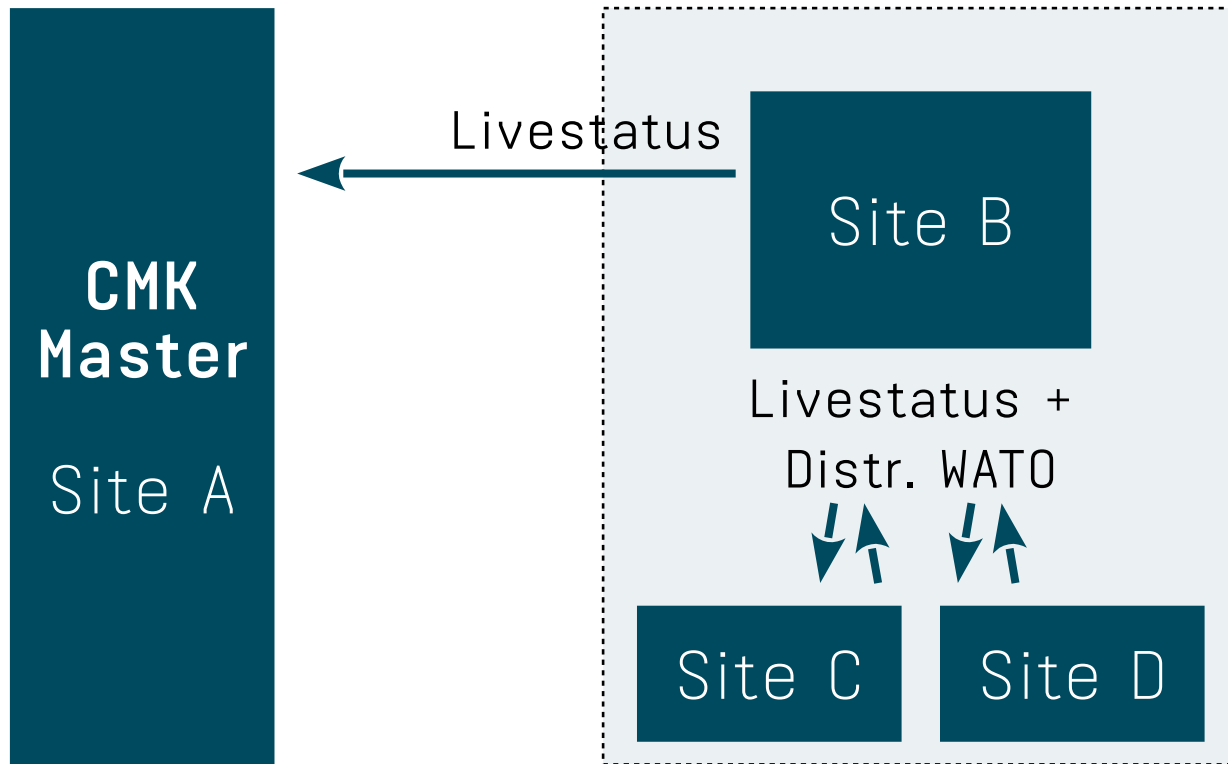 CMK
Master
Site A
Livestatus
Site B
Livestatus +
Distr. WATO
Site C
Site D